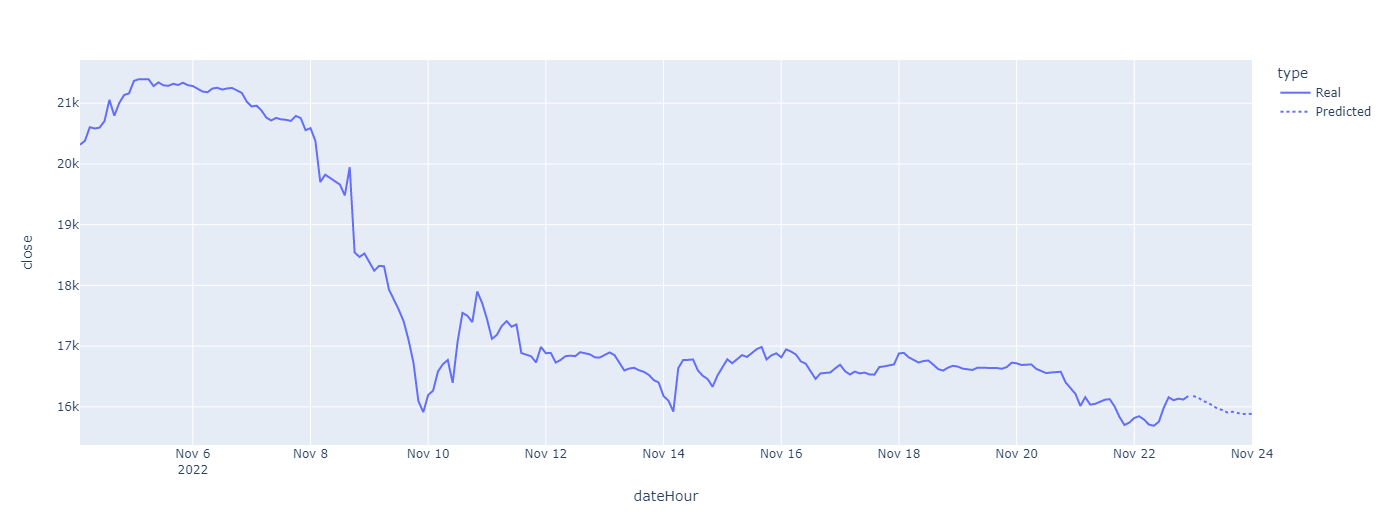 type
Real
Predicted
21k
20k
19k
18k
17k
16k
close
Nov 6
2022
Nov 8
Nov 10
Nov 12
Nov 14
Nov 16
Nov 18
Nov 20
Nov 22
Nov 24
dateHour